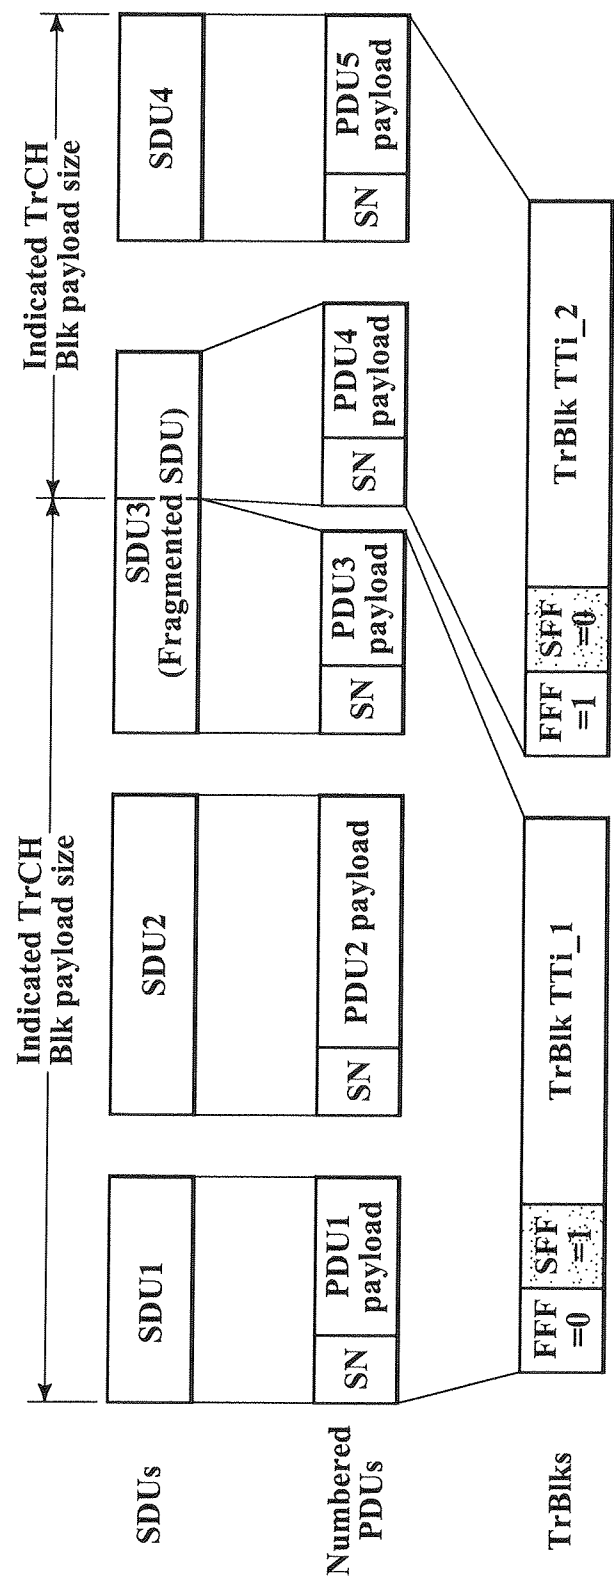 Indicated TrCH
Blk payload size
Indicated TrCH
Blk payload size
SDUs
SDU1
SDU2
SDU3
(Fragmented SDU)
SDU4
Numbered
PDUs
SN
PDU1
payload
SN
PDU2 payload
SN
PDU3
payload
SN
PDU4
payload
SN
PDU5
payload
TrBlks
FFF
=0
SFF
=1
TrBlk TTi_1
FFF
=1
SFF
=0
TrBlk TTi_2